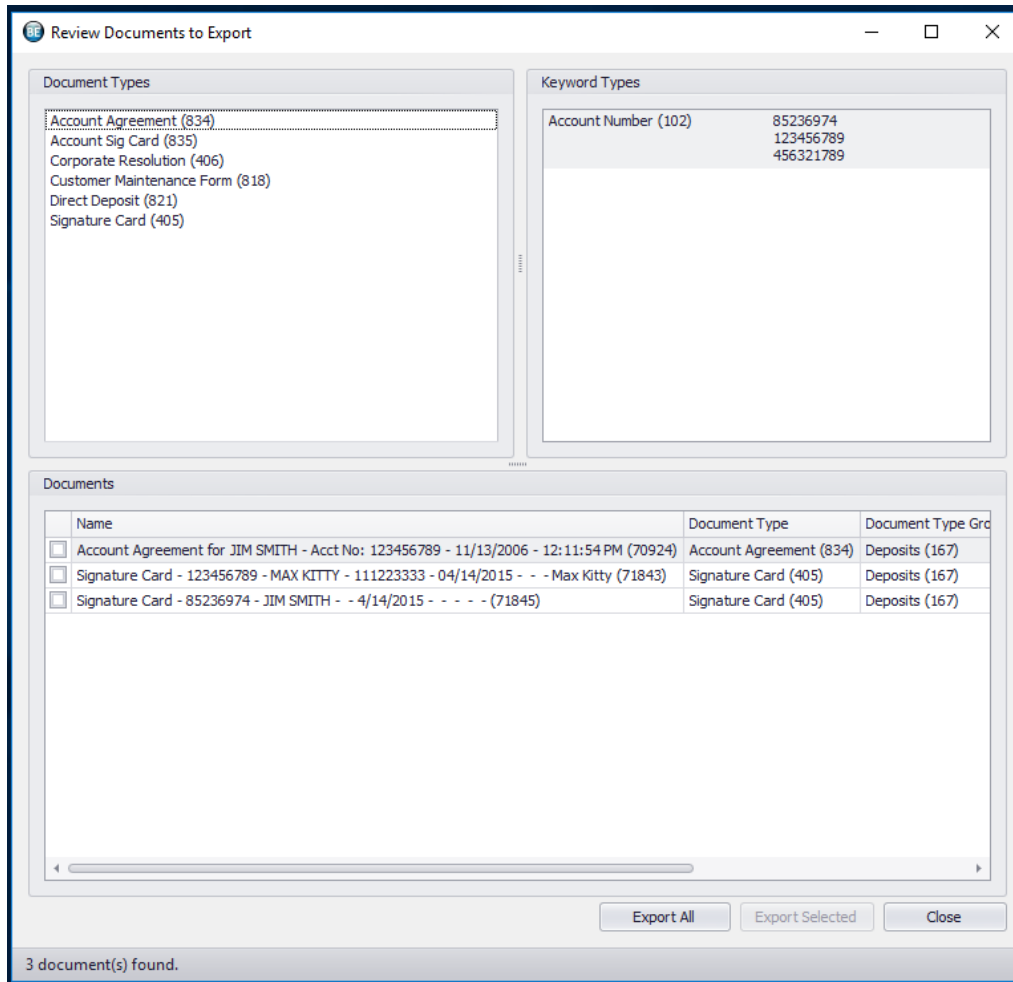 BE Review Documents to Export
Document Types
Account Agreement (834)
Account Sig Card (835)
Corporate Resolution (406)
Customer Maintenance Form (818)
Direct Deposit (821)
Signature Card (405)
Keyword Types
Account Number (102) 85236974
123456789
456321789
Documents
Name Document Type Document Type Gro
Account Agreement for JIM SMITH - Acct No: 123456789 - 11/13/2006 - 12:11:54 PM (70924) Account Agreement (834) Deposits (167)
Signature Card - 123456789 - MAX KITTY - 111223333 - 04/14/2015 - - - Max Kitty (71843) Signature Card (405) Deposits (167)
Signature Card - 85236974 - JIM SMITH - - 4/14/2015 - - - - - (71845) Signature Card (405) Deposits (167)
Export All Export Selected Close
3 document(s) found.